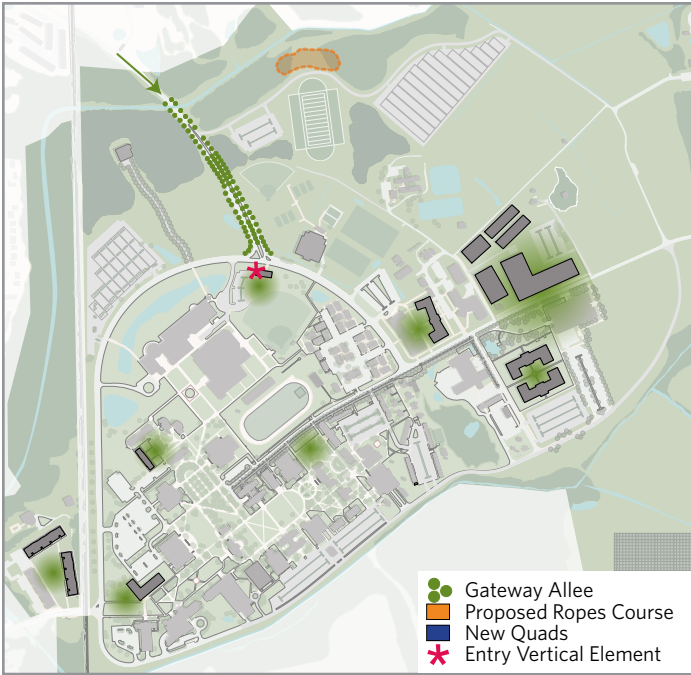 Gateway Allee
Proposed Ropes Course
New Quads
Entry Vertical Element